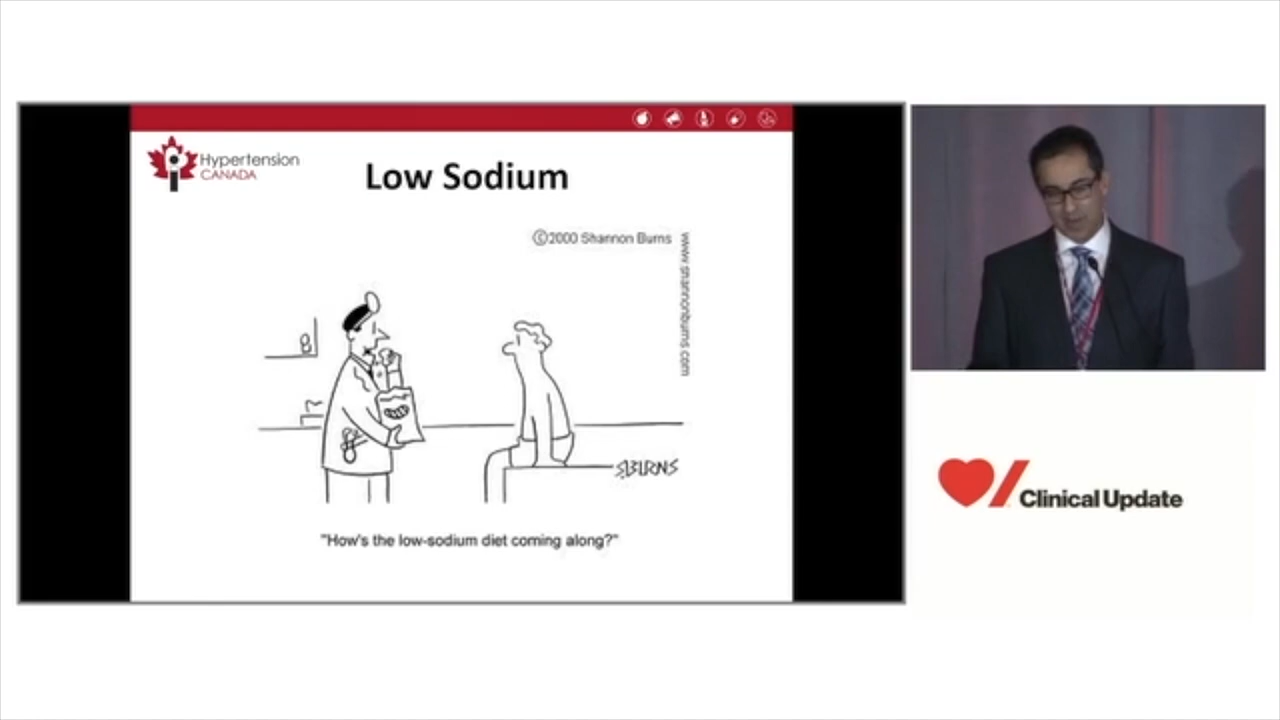 Hypertension
CANADA
Low Sodium
©2000 Shannon Burns
www.shannonburns.com
S.BURNS
"How's the low-sodium diet coming along?"
Clinical Update